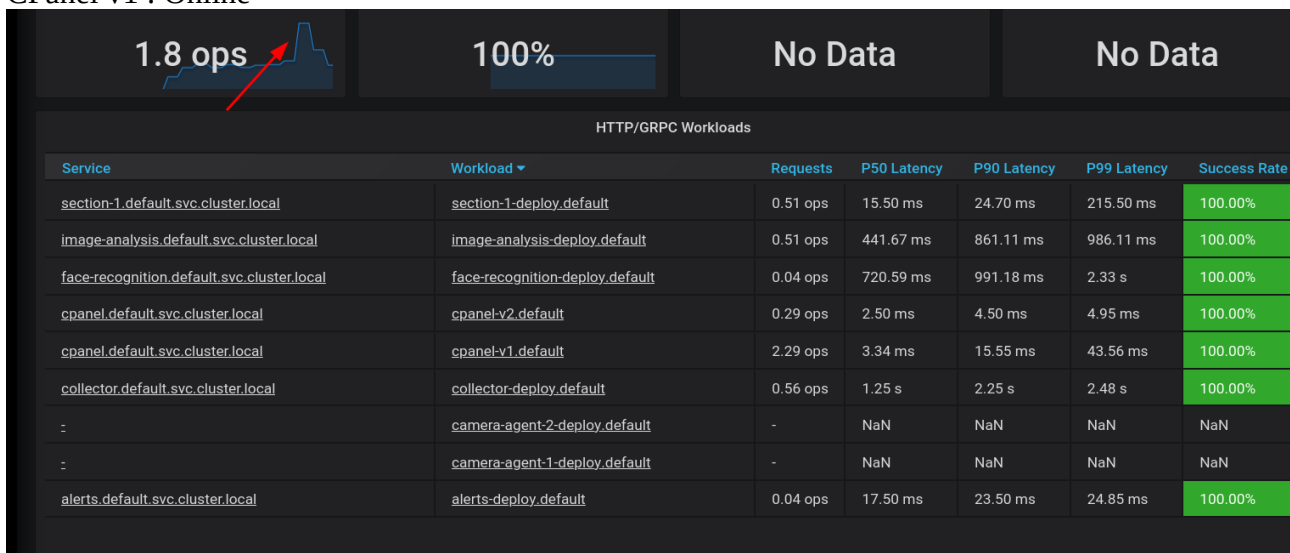 CPanel v1 : Online
1.8 ops 100% No Data No Data
HTTP/GRPC Workloads
Service Workload Requests P50 Latency P90 Latency P99 Latency Success Rate
section-1.default.svc.cluster.local section-1-deploy.default 0.51 ops 15.50 ms 24.70 ms 215.50 ms 100.00%
image-analysis.default.svc.cluster.local image-analysis-deploy.default 0.51 ops 441.67 ms 861.11 ms 986.11 ms 100.00%
face-recognition.default.svc.cluster.local face-recognition-deploy.default 0.04 ops 720.59 ms 991.18 ms 2.33 s 100.00%
cpanel.default.svc.cluster.local cpanel-v2.default 0.29 ops 2.50 ms 4.50 ms 4.95 ms 100.00%
cpanel.default.svc.cluster.local cpanel-v1.default 2.29 ops 3.34 ms 15.55 ms 43.56 ms 100.00%
collector.default.svc.cluster.local collector-deploy.default 0.56 ops 1.25 s 2.25 s 2.48 s 100.00%
- camera-agent-2-deploy.default - NaN NaN NaN NaN
- camera-agent-1-deploy.default - NaN NaN NaN NaN
alerts.default.svc.cluster.local alerts-deploy.default 0.04 ops 17.50 ms 23.50 ms 24.85 ms 100.00%